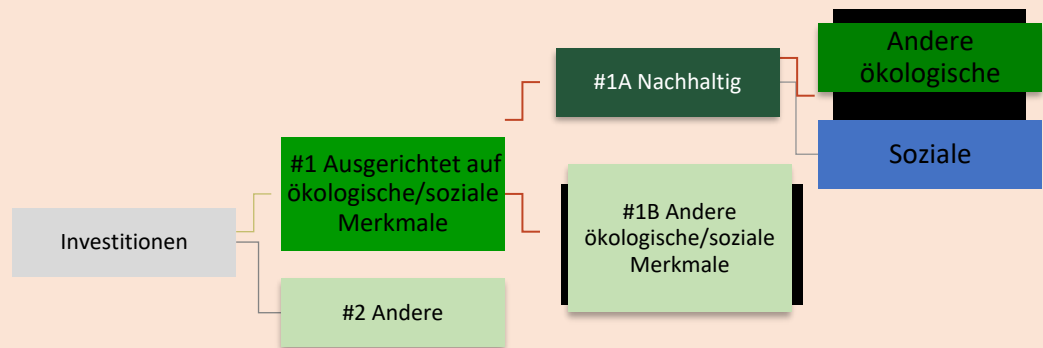 Investitionen
#1 Ausgerichtet auf
ökologische/soziale
Merkmale
#2 Andere
#1A Nachhaltig
#1B Andere
ökologische/soziale
Merkmale
Andere
ökologische
Soziale